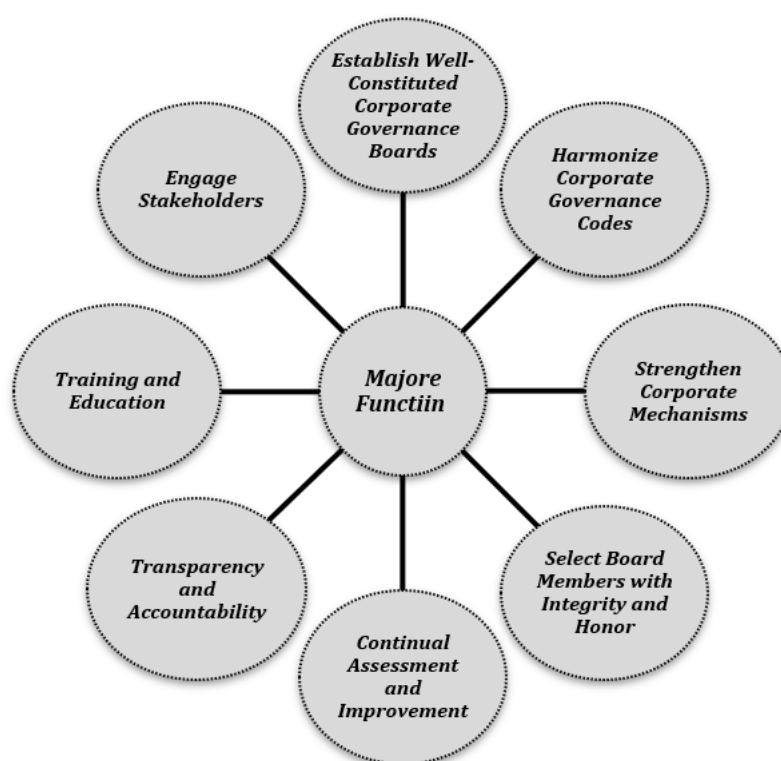 Establish Well-
Constituted
Corporate
Governance
Boards
Harmonize
Corporate
Governance
Codes
Strengthen
Corporate
Mechanisms
Select Board
Members with
Integrity and
Honor
Continual
Assessment
and
Improvement
Transparency
and
Accountability
Training and
Education
Engage
Stakeholders
Majore
Functiin